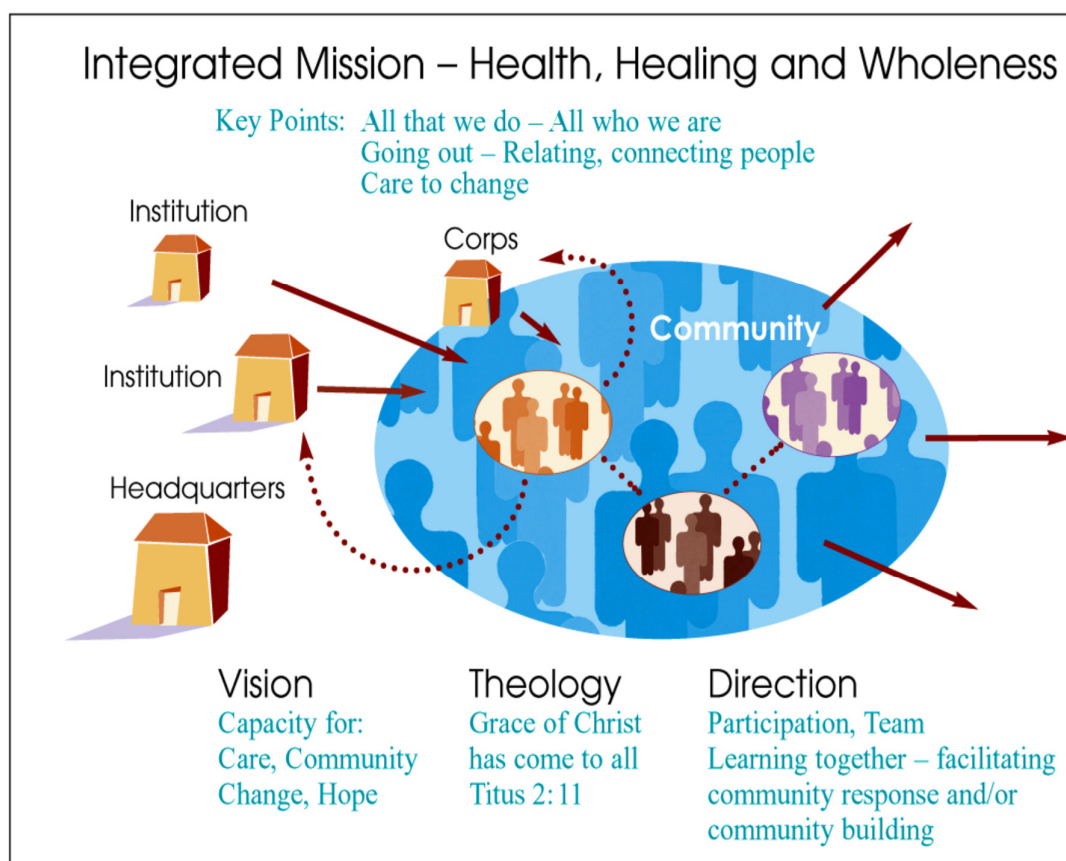 Integrated Mission – Health, Healing and Wholeness
Key Points: All that we do – All who we are
Going out – Relating, connecting people
Care to change
Institution
Corps
Community
Institution
Headquarters
Vision
Capacity for:
Care, Community
Change, Hope
Theology
Grace of Christ
has come to all
Titus 2:11
Direction
Participation, Team
Learning together – facilitating
community response and/or
community building